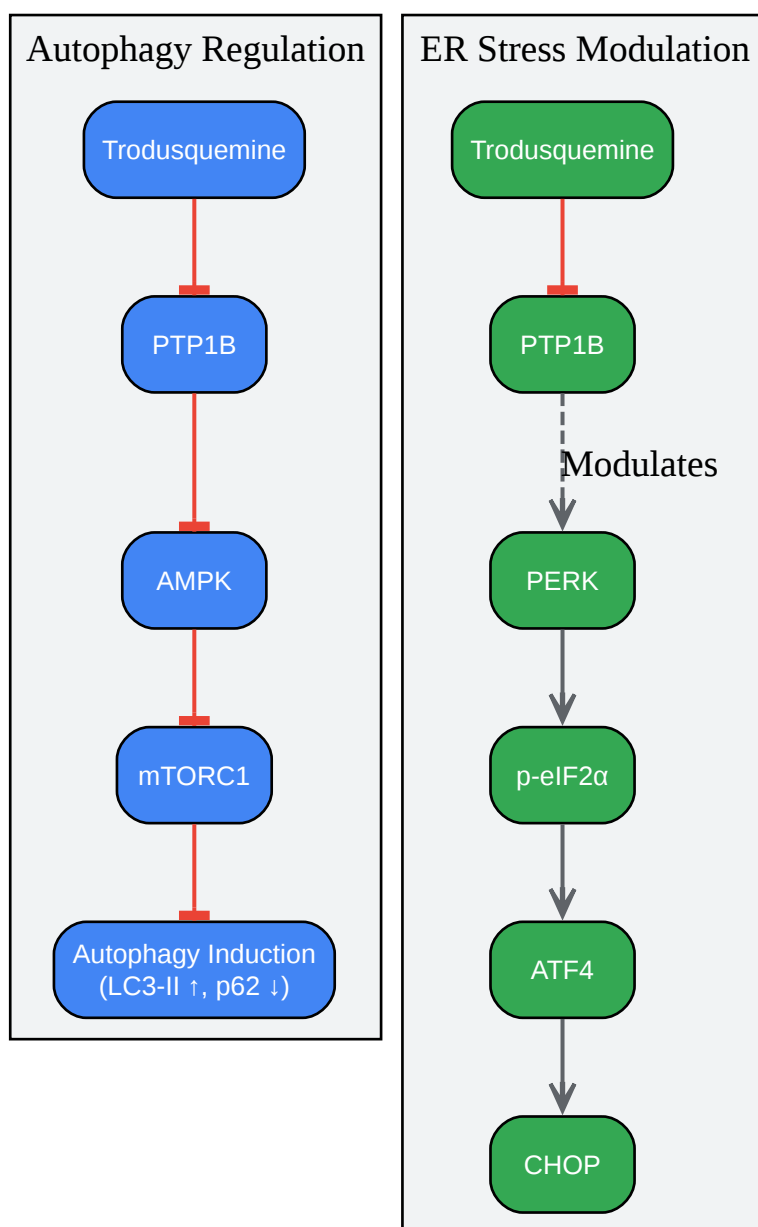 Autophagy Regulation
Trodusquemine
PTP1B
AMPK
mTORC1
Autophagy Induction
(LC3-II ↑, p62 ↓)
ER Stress Modulation
Trodusquemine
PTP1B
Modulates
PERK
p-eIF2α
ATF4
CHOP